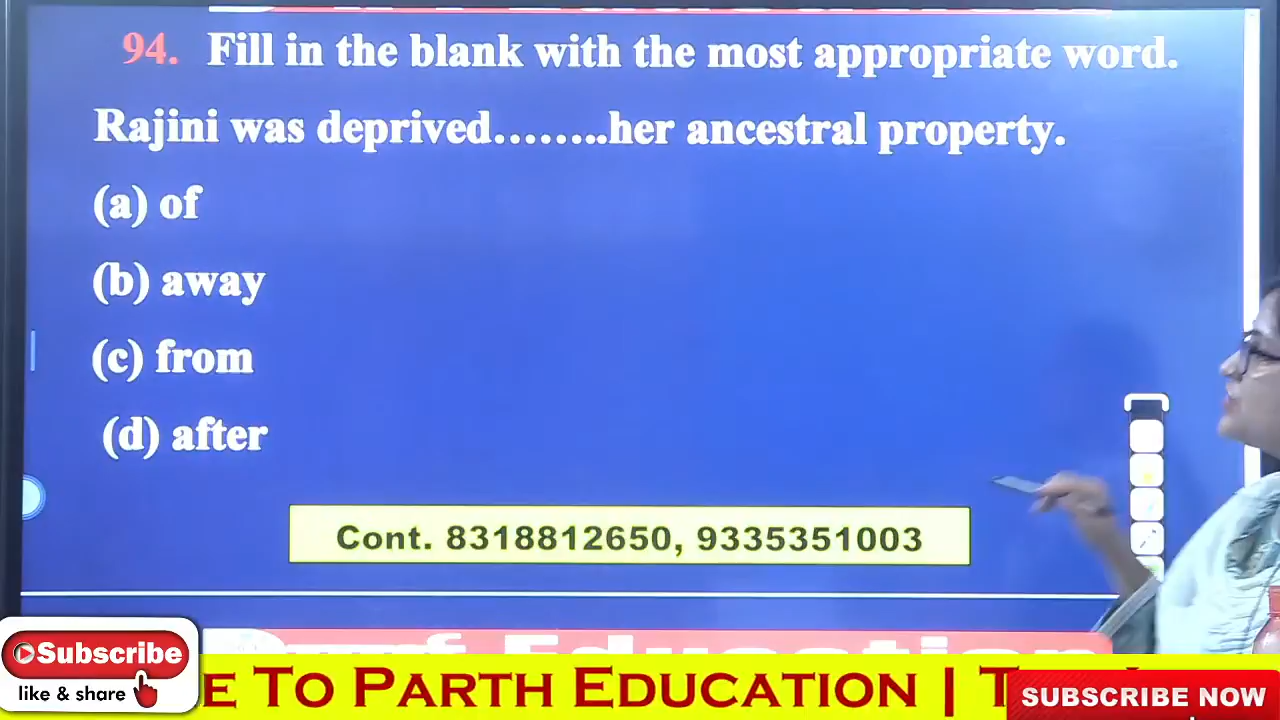 94. Fill in the blank with the most appropriate word.
Rajini was deprived........her ancestral property.
(a) of
(b) away
(c) from
(d) after
Cont. 8318812650, 9335351003
Education
Subscribe
like & share
E TO PARTH EDUCATION | T
SUBSCRIBE NOW